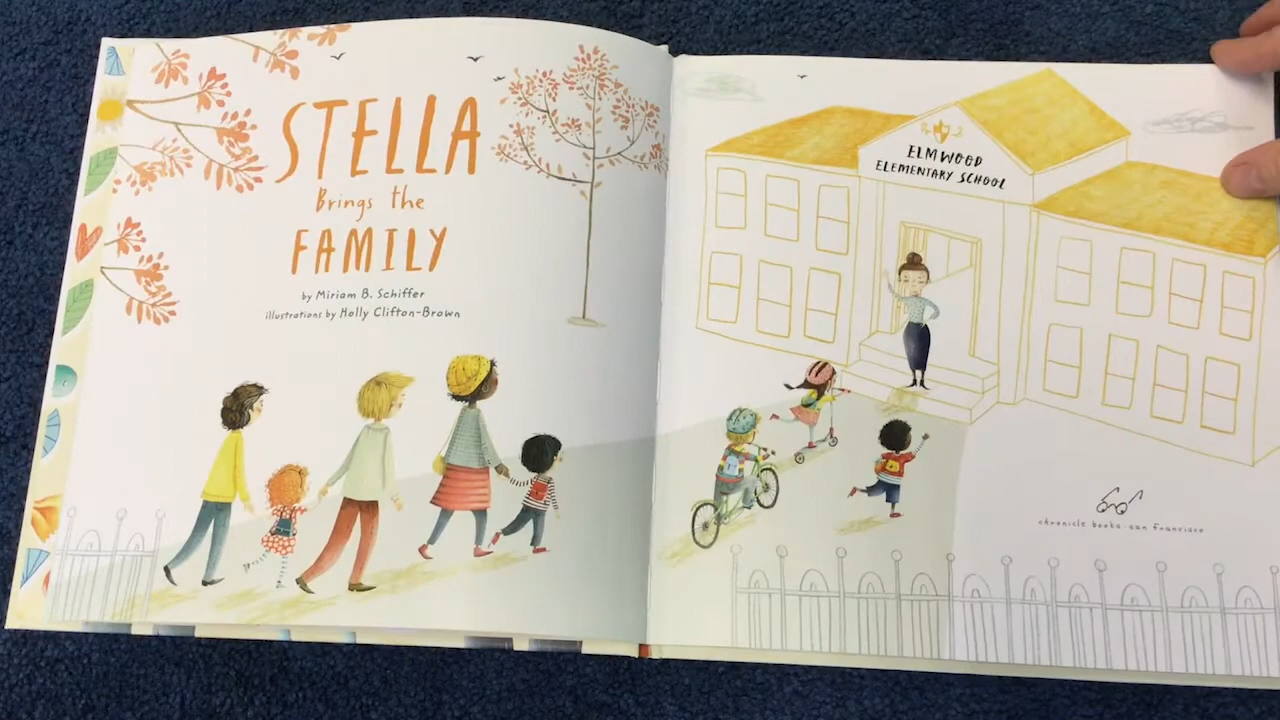 STELLA
Brings the
FAMILY
by Miriam B. Schiffer
illustrations by Holly Clifton-Brown
ELMWOOD
ELEMENTARY SCHOOL
chronicle books · san francisco